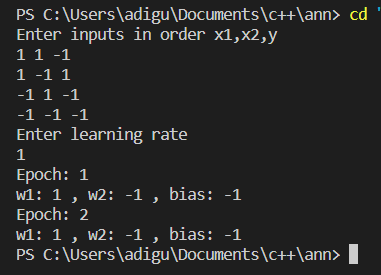 PS C:\Users\adigu\Documents\c++\ann> cd '
Enter inputs in order x1,x2,y
1 1 -1
1 -1 1
-1 1 -1
-1 -1 -1
Enter learning rate
1
Epoch: 1
w1: 1 , w2: -1 , bias: -1
Epoch: 2
w1: 1 , w2: -1 , bias: -1
PS C:\Users\adigu\Documents\c++\ann>